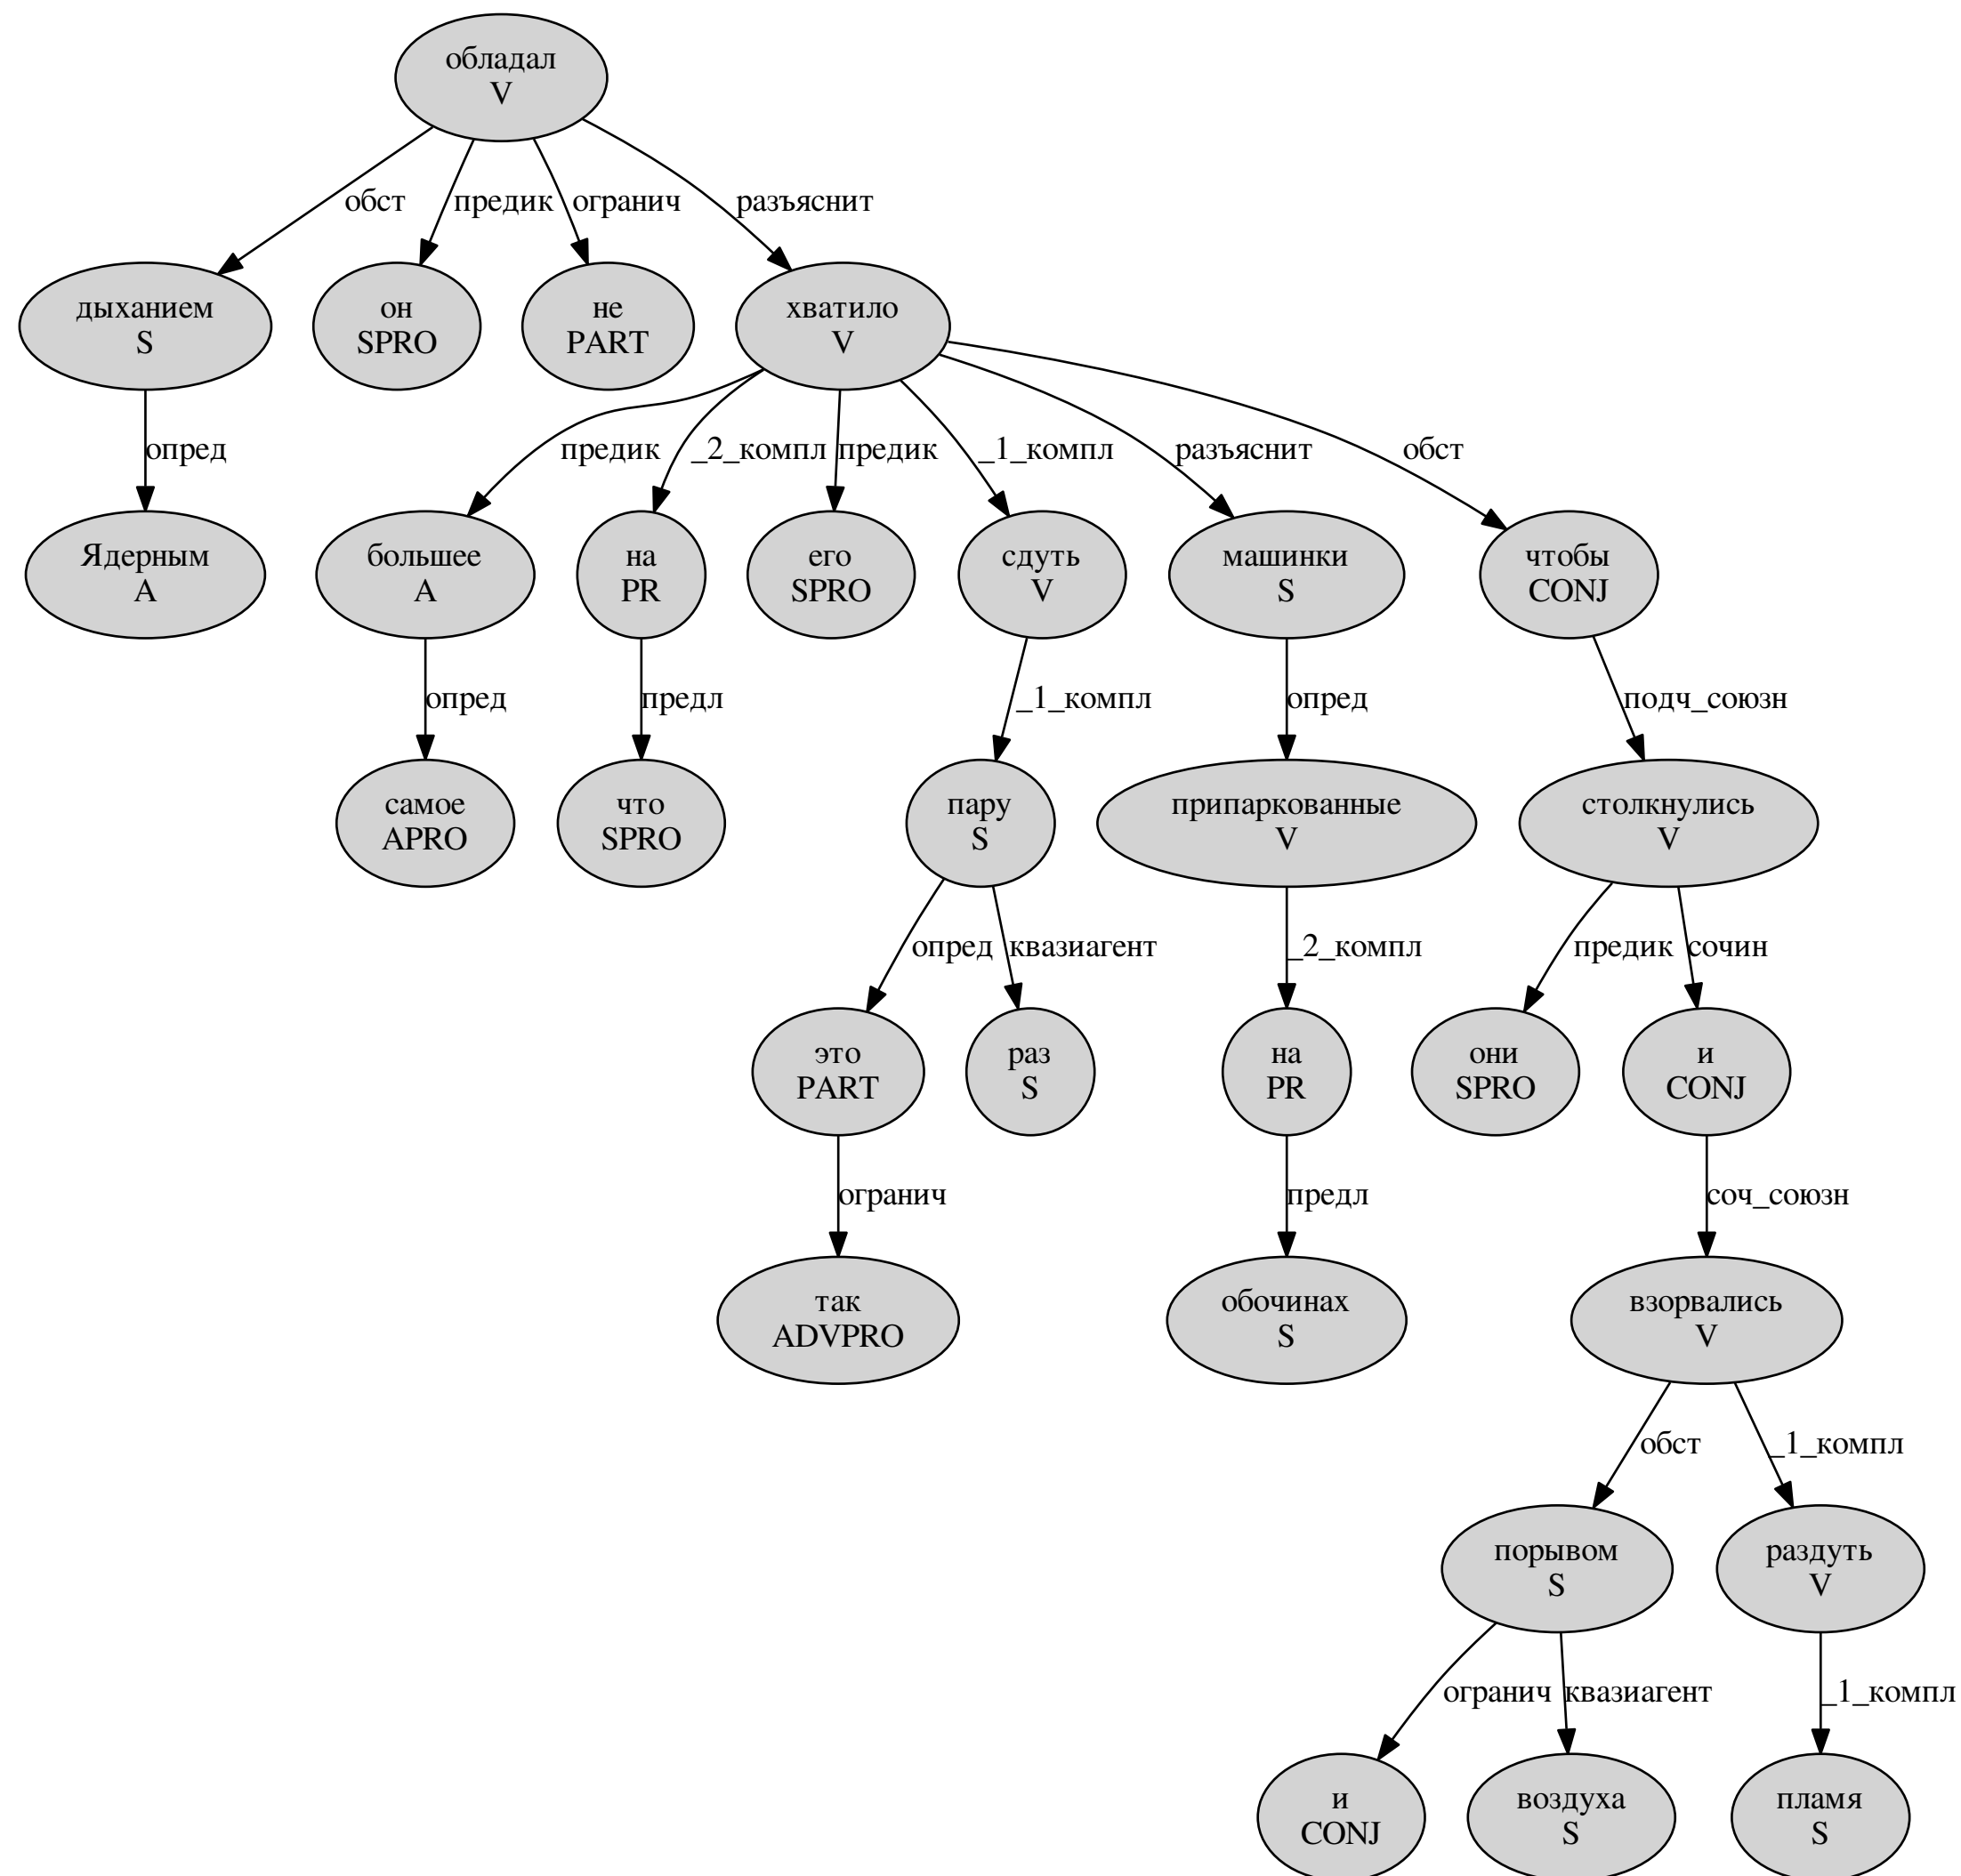 обладал
V
обст
предик
огранич
разъяснит
дыханием
S
он
SPRO
не
PART
хватило
V
опред
предик
_2_компл
предик
_1_компл
разъяснит
обст
Ядерным
A
большее
A
на
PR
его
SPRO
сдуть
V
машинки
S
чтобы
CONJ
опред
предл
_1_компл
опред
подч_союзн
самое
APRO
что
SPRO
пару
S
припаркованные
V
столкнулись
V
опред
квазиагент
_2_компл
предик
сочин
это
PART
раз
S
на
PR
они
SPRO
и
CONJ
огранич
предл
соч_союзн
так
ADVPRO
обочинах
S
взорвались
V
обст
_1_компл
порывом
S
раздуть
V
огранич
квазиагент
_1_компл
и
CONJ
воздуха
S
пламя
S